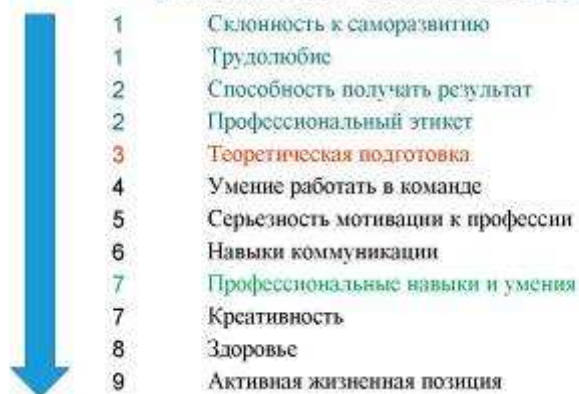 1 Склонность к саморазвитию
1 Трудолюбие
2 Способность получать результат
2 Профессиональный этикет
3 Теоретическая подготовка
4 Умение работать в команде
5 Серьезность мотивации к профессии
6 Навыки коммуникации
7 Профессиональные навыки и умения
7 Креативность
8 Здоровье
9 Активная жизненная позиция